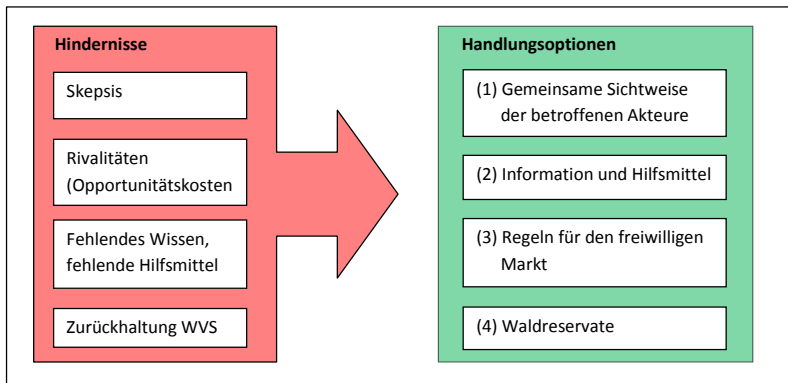 Hindernisse
Skepsis
Rivalitäten
(Opportunitätskosten
Fehlendes Wissen,
fehlende Hilfsmittel
Zurückhaltung WVS
Handlungsoptionen
(1) Gemeinsame Sichtweise
der betroffenen Akteure
(2) Information und Hilfsmittel
(3) Regeln für den freiwilligen
Markt
(4) Waldreservate